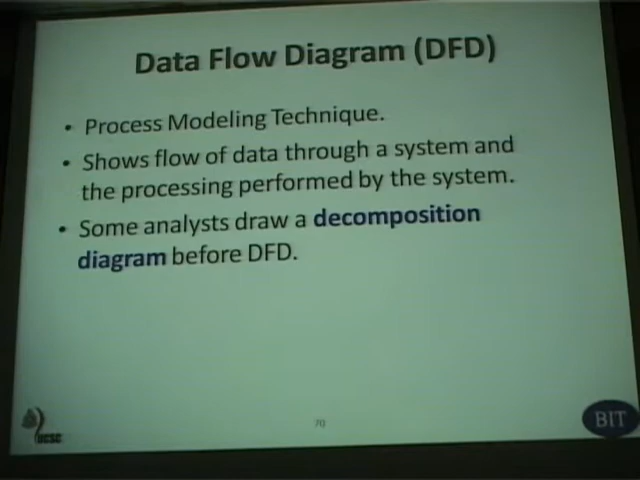 Data Flow Diagram (DFD)
• Process Modeling Technique.
• Shows flow of data through a system and
the processing performed by the system.
• Some analysts draw a decomposition
diagram before DFD.
UCSC
70
BIT